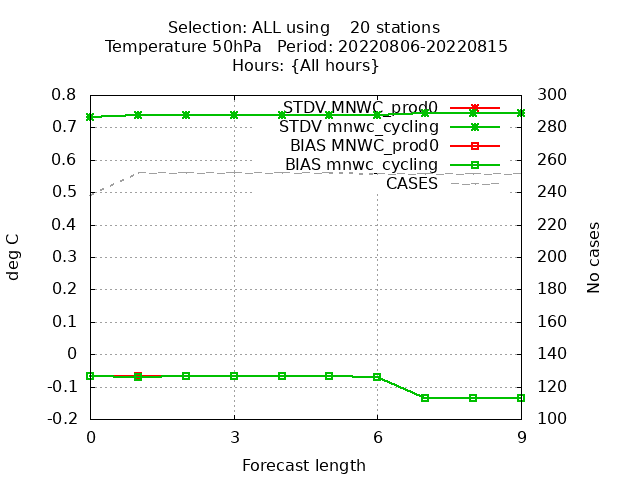 Selection: ALL using 20 stations
Temperature 50hPa Period: 20220806-20220815
Hours: {All hours}
0.8
0.7
0.6
0.5
0.4
0.3
0.2
0.1
0
-0.1
-0.2
deg C
STDV MNWC_prod0
STDV mnwc_cycling
BIAS MNWC_prod0
BIAS mnwc_cycling
CASES
300
280
260
240
220
200
180
160
140
120
100
No cases
0 3 6 9
Forecast length